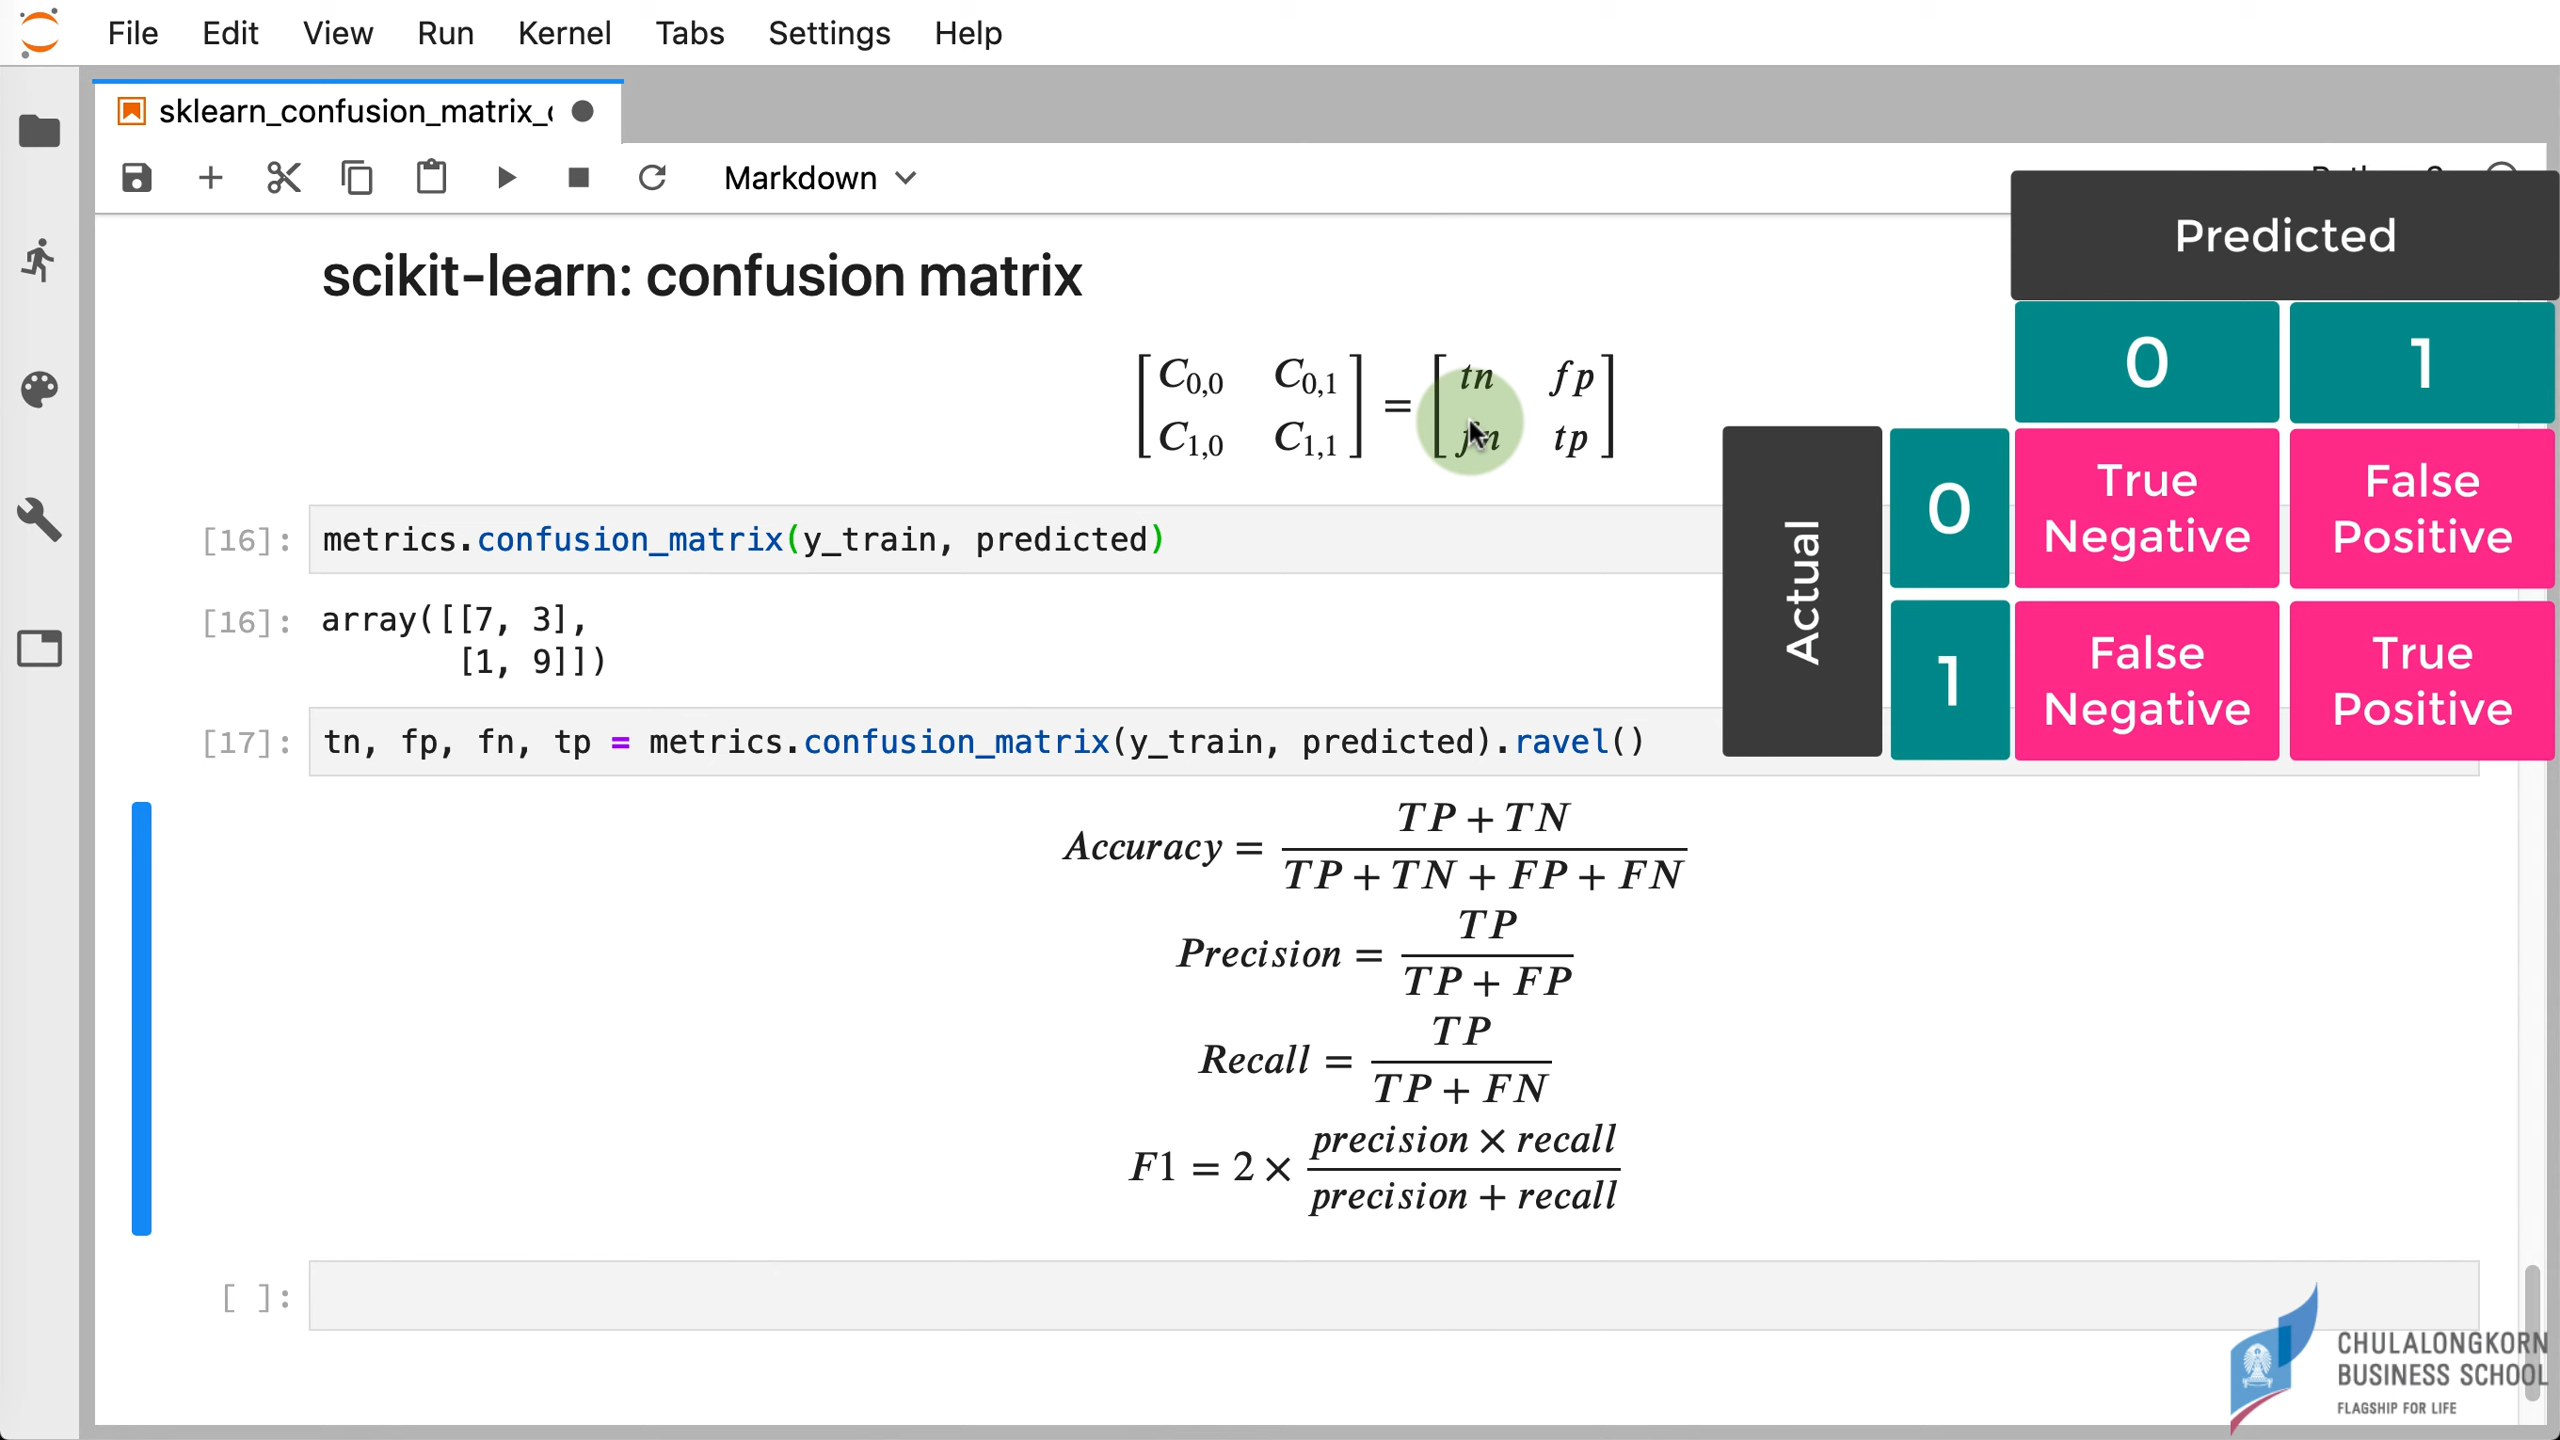 File Edit View Run Kernel Tabs Settings Help
sklearn_confusion_matrix_
Markdown
scikit-learn: confusion matrix
Predicted
0 1
Actual
0 True Negative False Positive
1 False Negative True Positive
C0,0 C0,1 = tn fp
C1,0 C1,1 fn tp
[16]: metrics.confusion_matrix(y_train, predicted)
[16]: array([[7, 3],
[1, 9]])
[17]: tn, fp, fn, tp = metrics.confusion_matrix(y_train, predicted).ravel()
Accuracy = TP + TN
TP + TN + FP + FN
Precision = TP
TP + FP
Recall = TP
TP + FN
F1 = 2 × precision × recall
precision + recall
[ ]:
CHULALONGKORN
BUSINESS SCHOOL
FLAGSHIP FOR LIFE